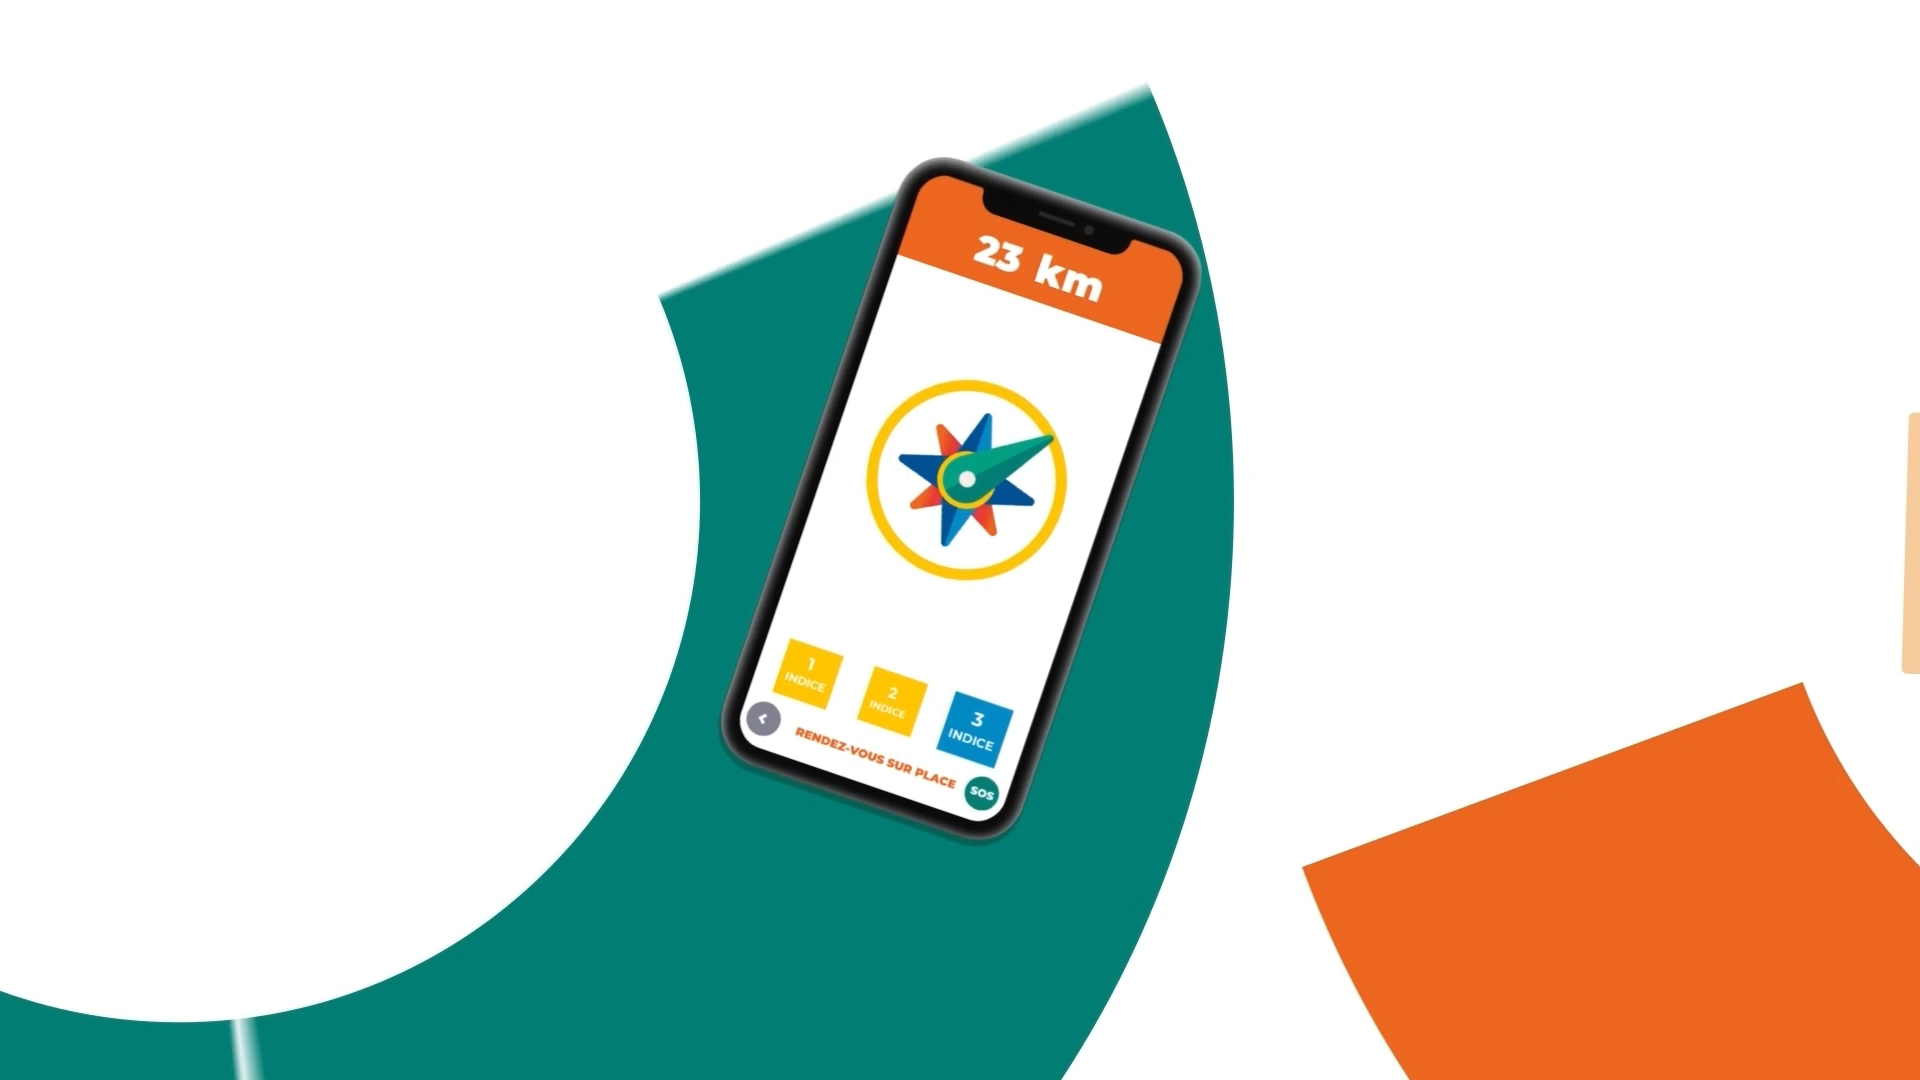 23 km
1
INDICE
2
INDICE
3
INDICE
RENDEZ-VOUS SUR PLACE
SOS